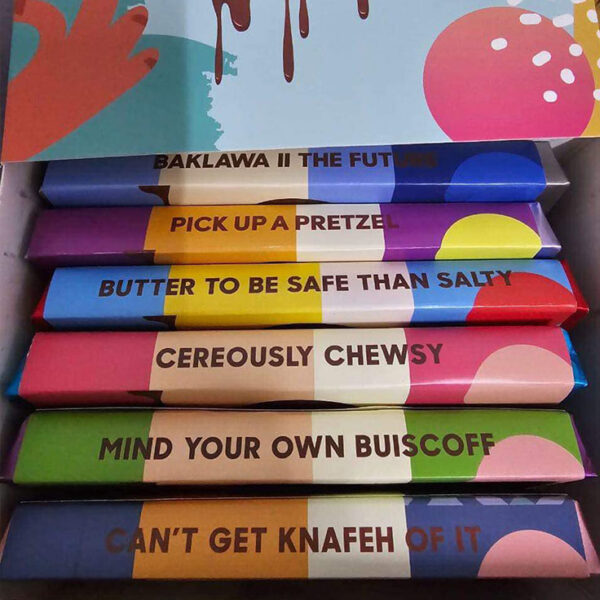 BAKLAWA II THE FUTURE
PICK UP A PRETZEL
BUTTER TO BE SAFE THAN SALTY
CEREOUSLY CHEWSY
MIND YOUR OWN BUISCOFF
CAN'T GET KNAFEH OF IT